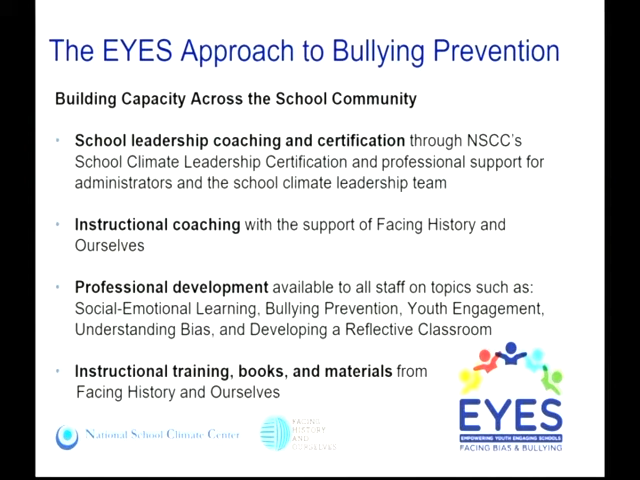 The EYES Approach to Bullying Prevention
Building Capacity Across the School Community
• School leadership coaching and certification through NSCC's
School Climate Leadership Certification and professional support for
administrators and the school climate leadership team
• Instructional coaching with the support of Facing History and
Ourselves
• Professional development available to all staff on topics such as:
Social-Emotional Learning, Bullying Prevention, Youth Engagement,
Understanding Bias, and Developing a Reflective Classroom
• Instructional training, books, and materials from
Facing History and Ourselves
National School Climate Center
FACING
HISTORY
AND
OURSELVES
EYES
EMPOWERING YOUTH ENGAGING SCHOOLS
FACING BIAS & BULLYING